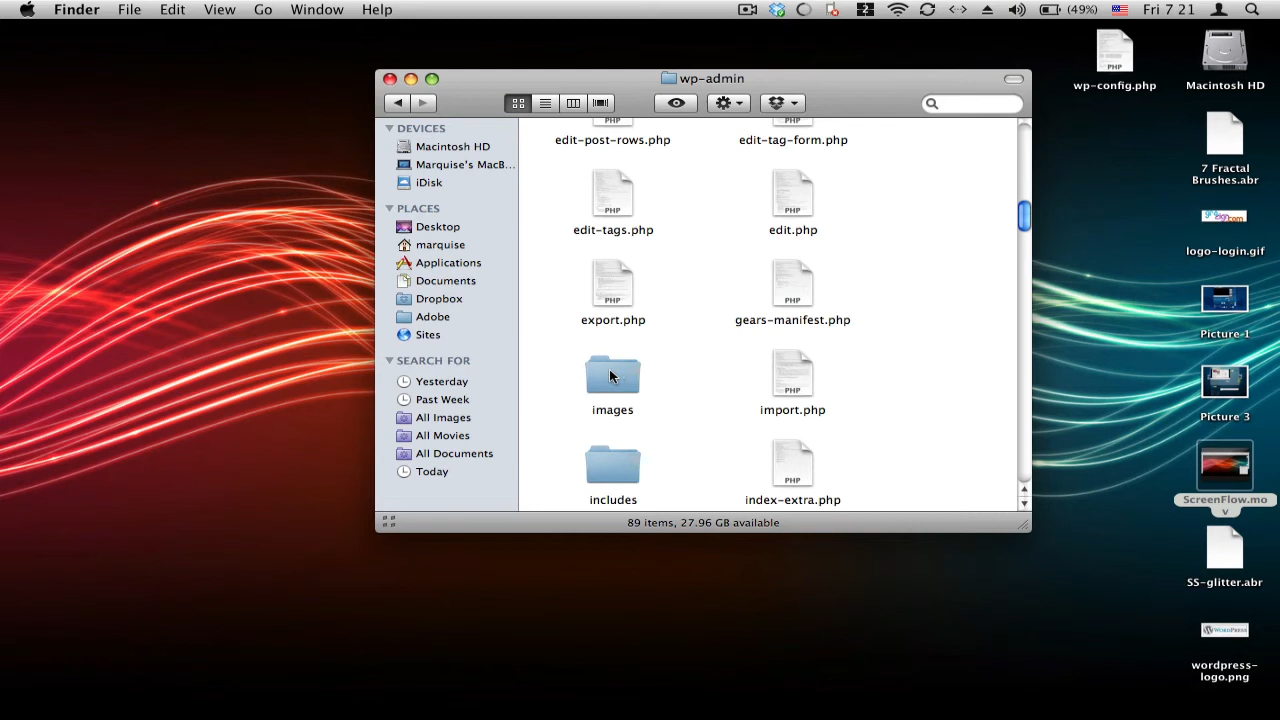 Finder File Edit View Go Window Help
(49%) Fri 7 21
wp-admin
DEVICES
Macintosh HD
Marquise's MacB...
iDisk
PLACES
Desktop
marquise
Applications
Documents
Dropbox
Adobe
Sites
SEARCH FOR
Yesterday
Past Week
All Images
All Movies
All Documents
Today
edit-post-rows.php edit-tag-form.php
PHP PHP
edit-tags.php edit.php
PHP PHP
export.php gears-manifest.php
PHP
images import.php
PHP
includes index-extra.php
89 items, 27.96 GB available
PHP
wp-config.php Macintosh HD
7 Fractal
Brushes.abr
logo-login.gif
Picture 1
Picture 3
ScreenFlow.mo
v
SS-glitter.abr
WORDPRESS
wordpress-
logo.png